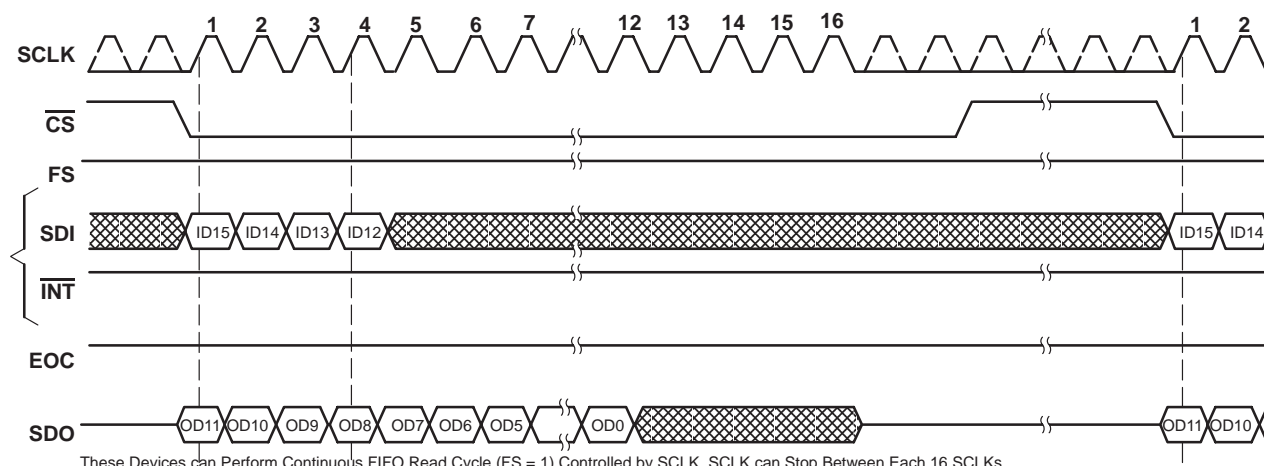 1 2 3 4 5 6 7 12 13 14 15 16 1 2
SCLK
CS
FS
SDI ID15 ID14 ID13 ID12 ID15 ID14
INT
EOC
SDO OD11 OD10 OD9 OD8 OD7 OD6 OD5 OD0 OD11 OD10
These Devices can Perform Continuous FIFO Read Cycle (FS = 1) Controlled by SCLK. SCLK can Stop Between Each 16 SCLKs